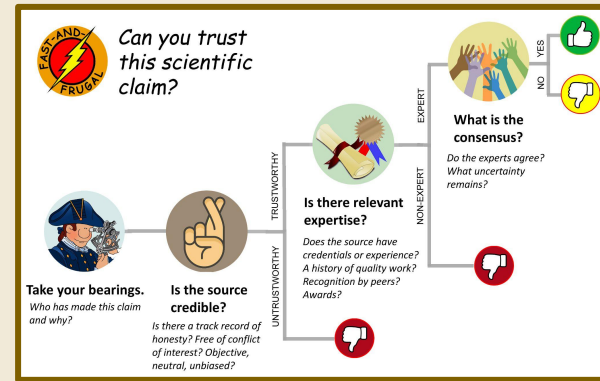 FAST-AND-
FRUGAL
Can you trust
this scientific
claim?
Take your bearings.
Who has made this claim
and why?
Is the source
credible?
Is there a track record of
honesty? Free of conflict
of interest? Objective,
neutral, unbiased?
TRUSTWORTHY
UNTRUSTWORTHY
Is there relevant
expertise?
Does the source have
credentials or experience?
A history of quality work?
Recognition by peers?
Awards?
EXPERT
NON-EXPERT
What is the
consensus?
Do the experts agree?
What uncertainty
remains?
YES
NO